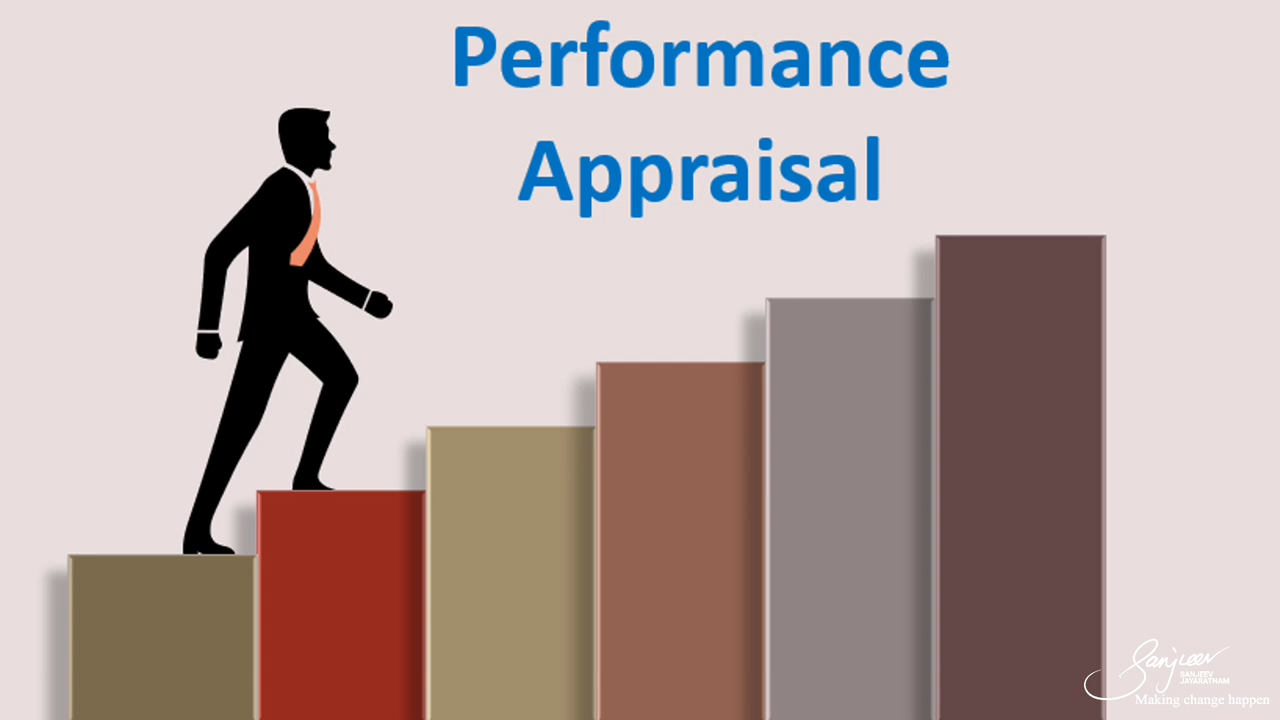 Performance
Appraisal
Sanjeev
SANJEEV
JAYARATNAM
Making change happen